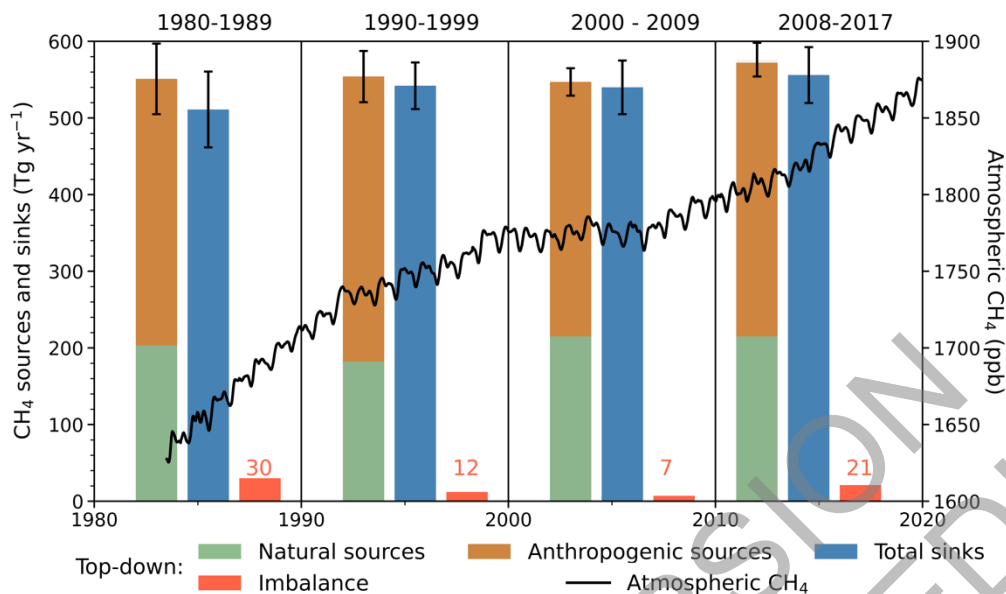 1980-1989 1990-1999 2000 - 2009 2008-2017
600 1900
500 1850
400 1800
300 1750
200 1700
100 1650
0 1600
CH₄ sources and sinks (Tg yr⁻¹)
Atmospheric CH₄ (ppb)
30 12 7 21
1980 1990 2000 2010 2020
Top-down:
Natural sources Anthropogenic sources Total sinks
Imbalance Atmospheric CH₄